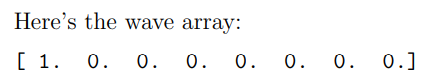 Here's the wave array:
[ 1. 0. 0. 0. 0. 0. 0. 0.]